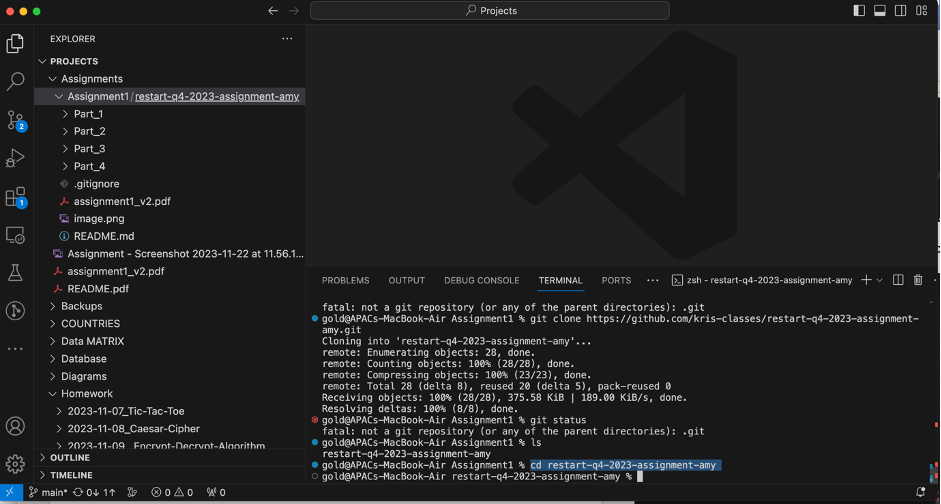 Projects
EXPLORER
PROJECTS
Assignments
Assignment1/restart-q4-2023-assignment-amy
Part_1
Part_2
Part_3
Part_4
.gitignore
assignment1_v2.pdf
image.png
README.md
Assignment - Screenshot 2023-11-22 at 11.56.1...
assignment1_v2.pdf
README.pdf
Backups
COUNTRIES
Data MATRIX
Database
Diagrams
Homework
2023-11-07_Tic-Tac-Toe
2023-11-08_Caesar-Cipher
2023-11-09_Encrypt-Decrypt-Algorithm
OUTLINE
TIMELINE
2
1
PROBLEMS OUTPUT DEBUG CONSOLE TERMINAL PORTS ... zsh - restart-q4-2023-assignment-amy
fatal: not a git repository (or any of the parent directories): .git
gold@APACs-MacBook-Air Assignment1 % git clone https://github.com/kris-classes/restart-q4-2023-assignment-
amy.git
Cloning into 'restart-q4-2023-assignment-amy'...
remote: Enumerating objects: 28, done.
remote: Counting objects: 100% (28/28), done.
remote: Compressing objects: 100% (23/23), done.
remote: Total 28 (delta 8), reused 20 (delta 5), pack-reused 0
Receiving objects: 100% (28/28), 375.58 KiB | 189.00 KiB/s, done.
Resolving deltas: 100% (8/8), done.
gold@APACs-MacBook-Air Assignment1 % git status
fatal: not a git repository (or any of the parent directories): .git
gold@APACs-MacBook-Air Assignment1 % ls
restart-q4-2023-assignment-amy
gold@APACs-MacBook-Air Assignment1 % cd restart-q4-2023-assignment-amy
gold@APACs-MacBook-Air restart-q4-2023-assignment-amy %
main* 0↓ 1↑ 0 0 0